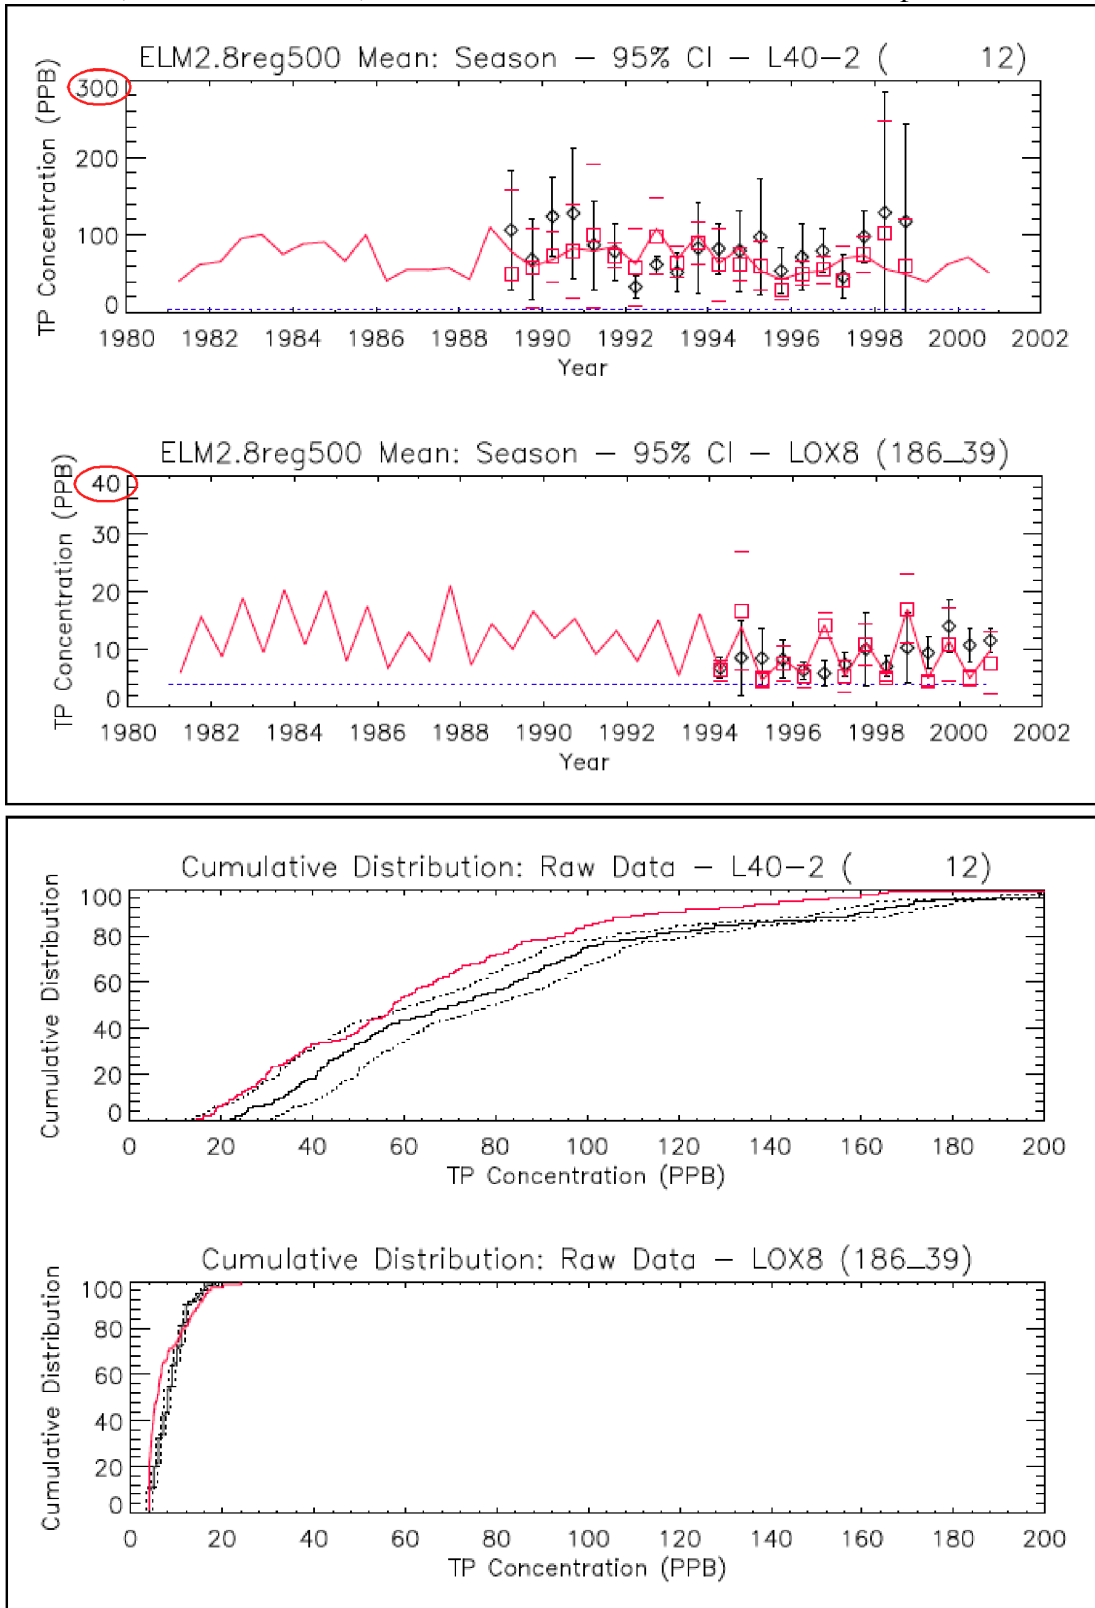 ELM2.8reg500 Mean: Season – 95% CI – L40–2 ( 12)
TP Concentration (PPB)
300
200
100
0
1980 1982 1984 1986 1988 1990 1992 1994 1996 1998 2000 2002
Year
ELM2.8reg500 Mean: Season – 95% CI – LOX8 (186_39)
TP Concentration (PPB)
40
30
20
10
0
1980 1982 1984 1986 1988 1990 1992 1994 1996 1998 2000 2002
Year
Cumulative Distribution: Raw Data – L40–2 ( 12)
Cumulative Distribution
100
80
60
40
20
0
0 20 40 60 80 100 120 140 160 180 200
TP Concentration (PPB)
Cumulative Distribution: Raw Data – LOX8 (186_39)
Cumulative Distribution
100
80
60
40
20
0
0 20 40 60 80 100 120 140 160 180 200
TP Concentration (PPB)